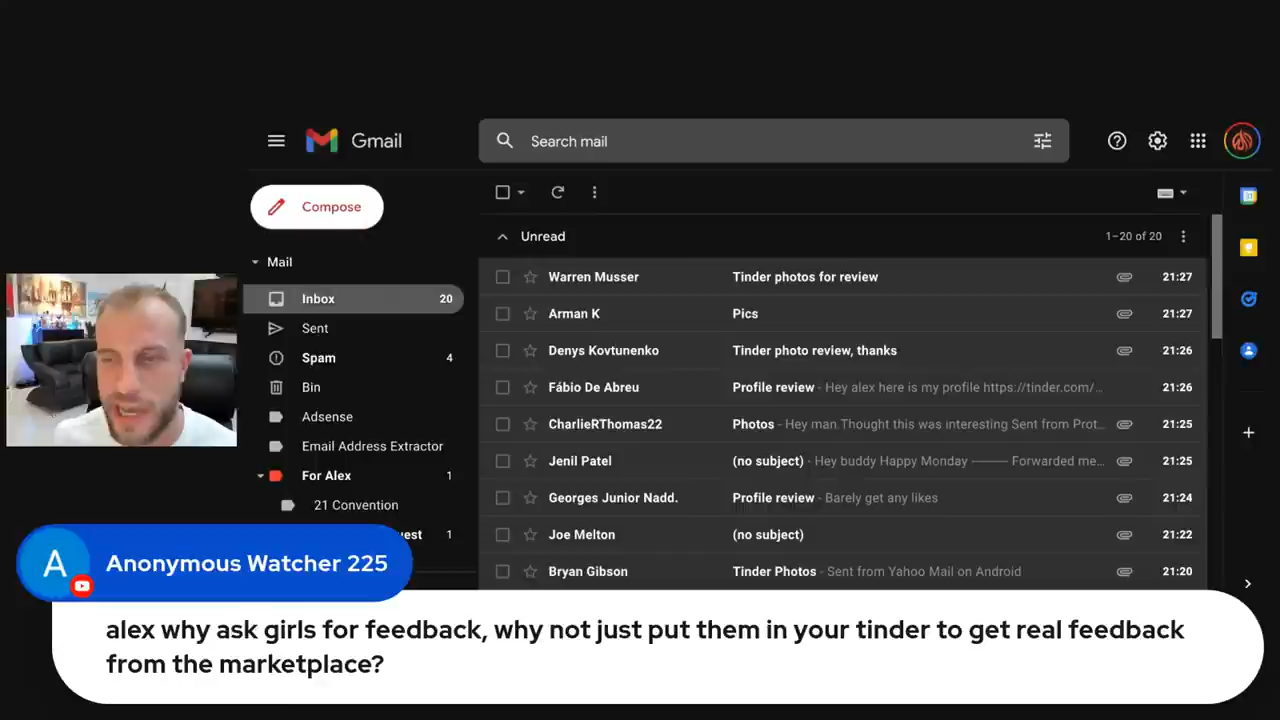 Gmail
Search mail
Compose
Unread
1–20 of 20
Mail
Inbox 20
Sent
Spam 4
Bin
Adsense
Email Address Extractor
For Alex 1
21 Convention
uest 1
Warren Musser Tinder photos for review 21:27
Arman K Pics 21:27
Denys Kovtunenko Tinder photo review, thanks 21:26
Fábio De Abreu Profile review - Hey alex here is my profile https://tinder.com/... 21:26
CharlieRThomas22 Photos - Hey man Thought this was interesting Sent from Prot... 21:25
Jenil Patel (no subject) - Hey buddy Happy Monday ——— Forwarded me... 21:25
Georges Junior Nadd. Profile review - Barely get any likes 21:24
Joe Melton (no subject) 21:22
Bryan Gibson Tinder Photos - Sent from Yahoo Mail on Android 21:20
A Anonymous Watcher 225
alex why ask girls for feedback, why not just put them in your tinder to get real feedback
from the marketplace?